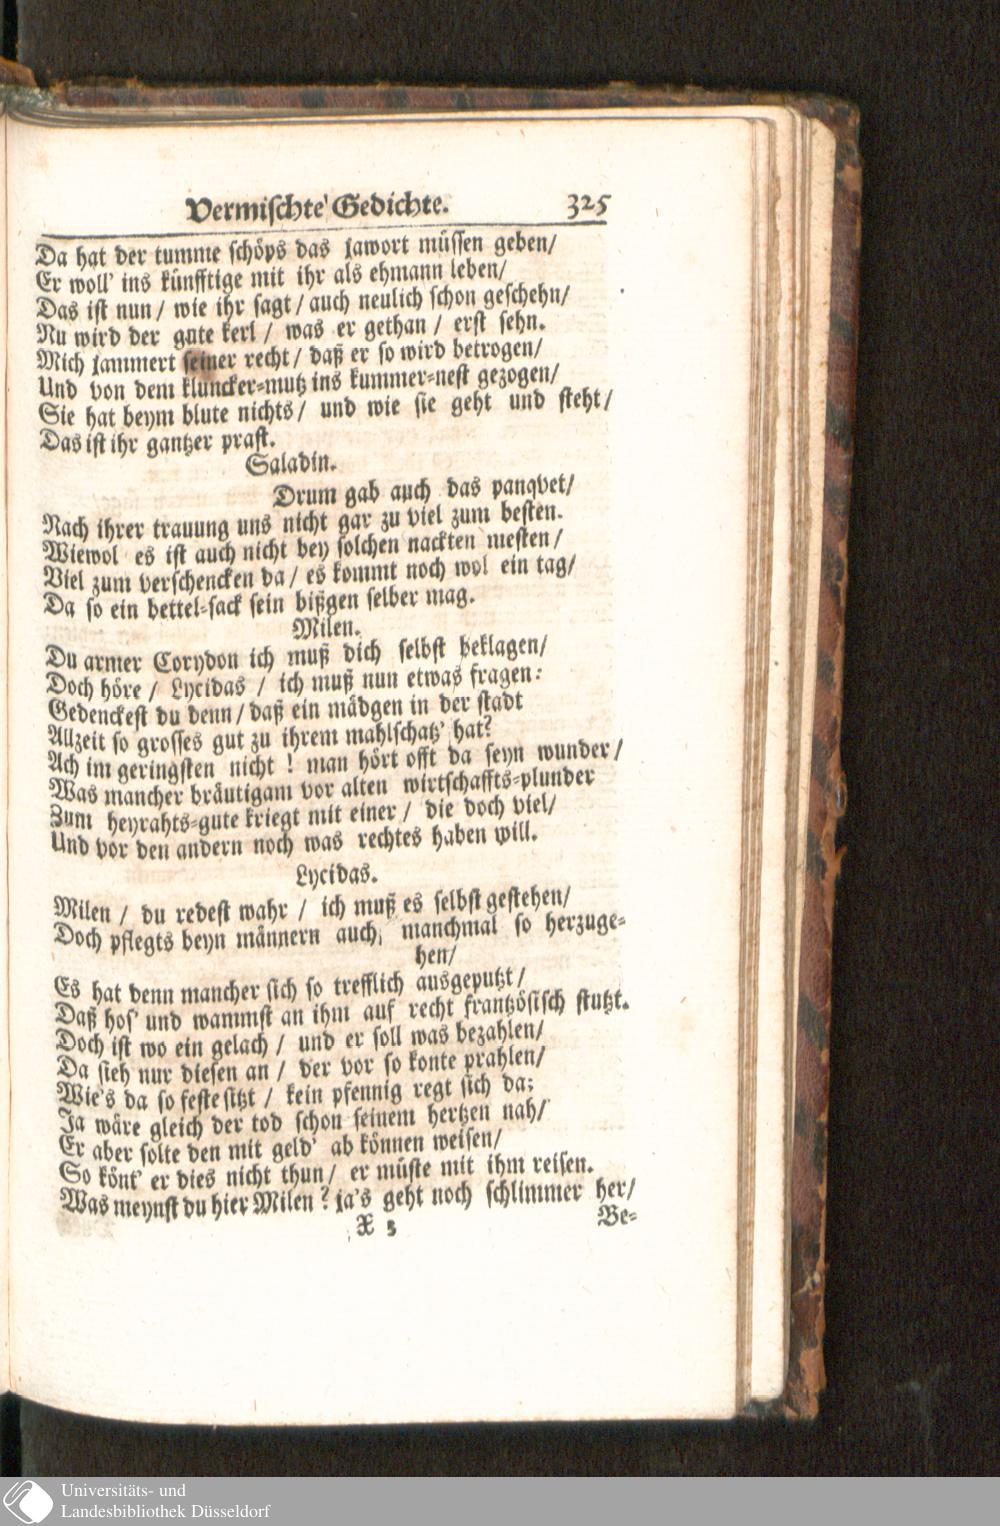 Vermischte Gedichte. 325
Da hat der tumme schöps das jawort müssen geben/
Er woll' ins künfftige mit ihr als ehmann leben/
Das ist nun / wie ihr sagt / auch neulich schon geschehn/
Nu wird der gute kerl / was er gethan / erst sehn.
Mich jammert seiner recht / daß er so wird betrogen/
Und von dem kluncker=mutz ins kummer=nest gezogen/
Sie hat beym blute nichts / und wie sie geht und steht/
Das ist ihr gantzer prast.
Saladin.
Drum gab auch das panqvet/
Nach ihrer trauung uns nicht gar zu viel zum besten.
Wiewol es ist auch nicht bey solchen nackten mesten/
Viel zum verschencken da / es kommt noch wol ein tag/
Da so ein bettel=sack sein bißgen selber mag.
Milen.
Du armer Corydon ich muß dich selbst beklagen/
Doch höre / Lycidas / ich muß nun etwas fragen:
Gedenckest du denn / daß ein mädgen in der stadt
Allzeit so grosses gut zu ihrem mahlschatz' hat?
Ach im geringsten nicht ! man hört offt da seyn wunder /
Was mancher bräutigam vor alten wirtschaffts=plunder
Zum heyrahts=gute kriegt mit einer / die doch viel/
Und vor den andern noch was rechtes haben will.
Lycidas.
Milen / du redest wahr / ich muß es selbst gestehen/
Doch pflegts beyn männern auch, manchmal so herzuge=
hen/
Es hat denn mancher sich so trefflich ausgeputzt/
Daß hos' und wammst an ihm auf recht frantzösisch stutzt.
Doch ist wo ein gelach / und er soll was bezahlen/
Da sieh nur diesen an / der vor so konte prahlen/
Wie's da so feste sitzt / kein pfennig regt sich da;
Ja wäre gleich der tod schon seinem hertzen nah/
Er aber solte den mit geld' ab können weisen/
So könt' er dies nicht thun / er müste mit ihm reisen.
Was meynst du hier Milen ? ja's geht noch schlimmer her/
X 3 Be=
Universitäts- und
Landesbibliothek Düsseldorf